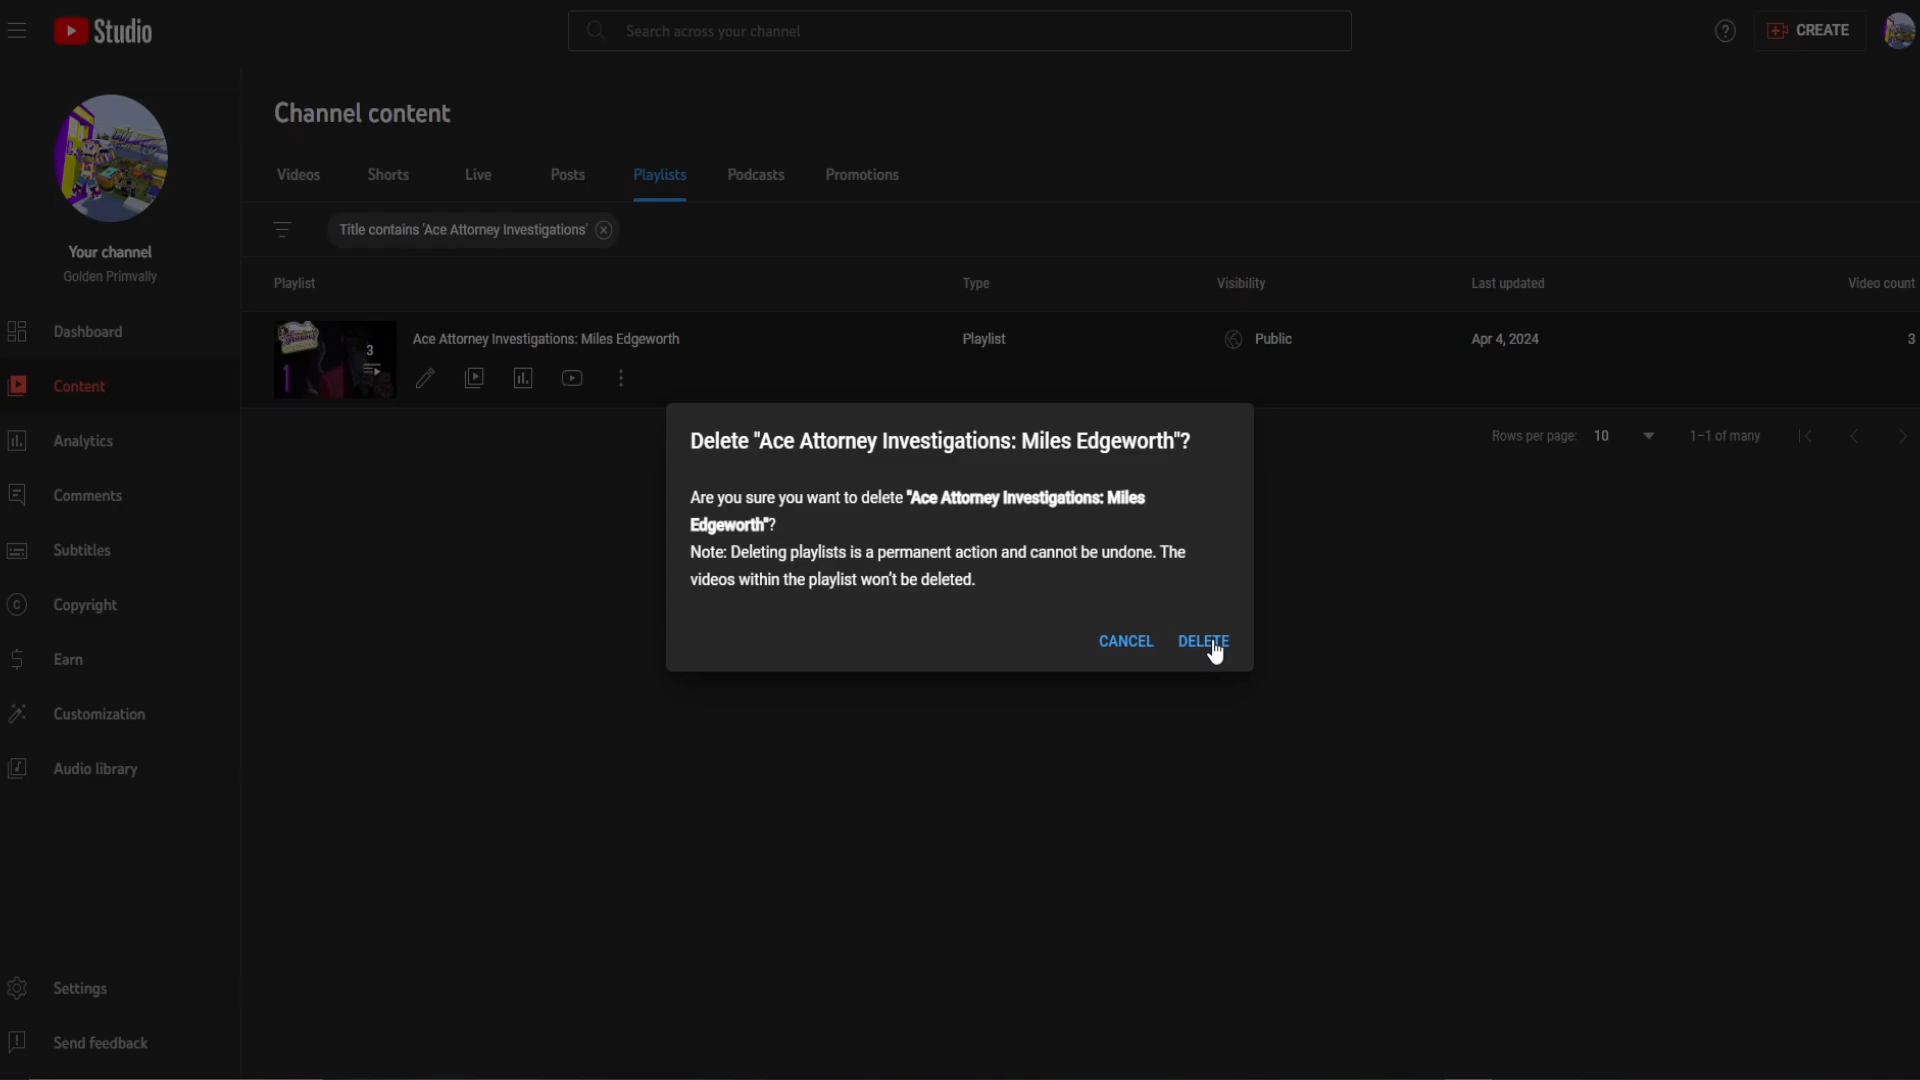 Studio
Search across your channel
CREATE
Channel content
Videos Shorts Live Posts Playlists Podcasts Promotions
Title contains 'Ace Attorney Investigations'
Your channel
Golden Primvally
Playlist Type Visibility Last updated Video count
3
Ace Attorney Investigations: Miles Edgeworth Playlist Public Apr 4, 2024 3
1
Rows per page: 10 1–1 of many
Dashboard
Content
Analytics
Comments
Subtitles
Copyright
Earn
Customization
Audio library
Settings
Send feedback
Delete "Ace Attorney Investigations: Miles Edgeworth"?
Are you sure you want to delete "Ace Attorney Investigations: Miles
Edgeworth"?
Note: Deleting playlists is a permanent action and cannot be undone. The
videos within the playlist won't be deleted.
CANCEL DELETE